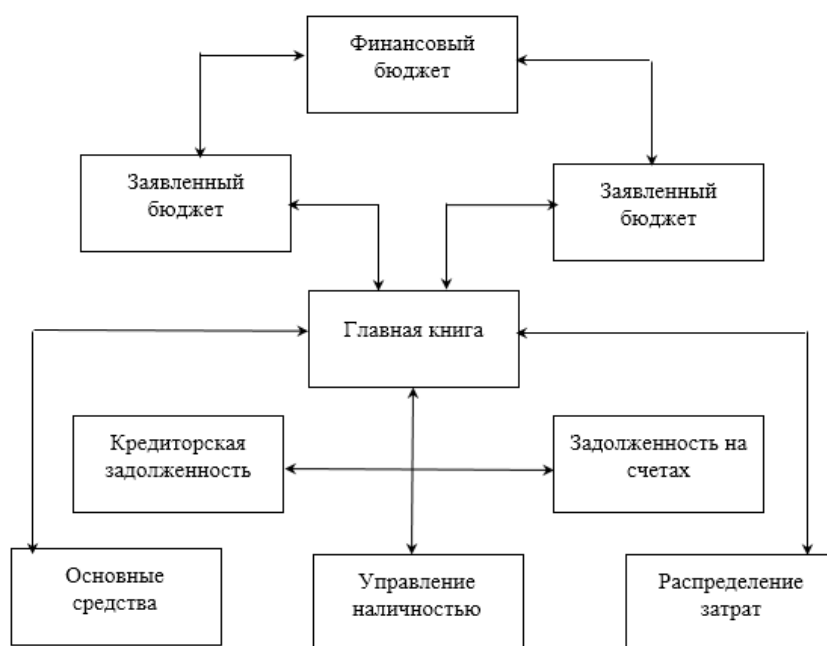 Финансовый
бюджет
Заявленный
бюджет
Заявленный
бюджет
Главная книга
Кредиторская
задолженность
Задолженность на
счетах
Основные
средства
Управление
наличностью
Распределение
затрат